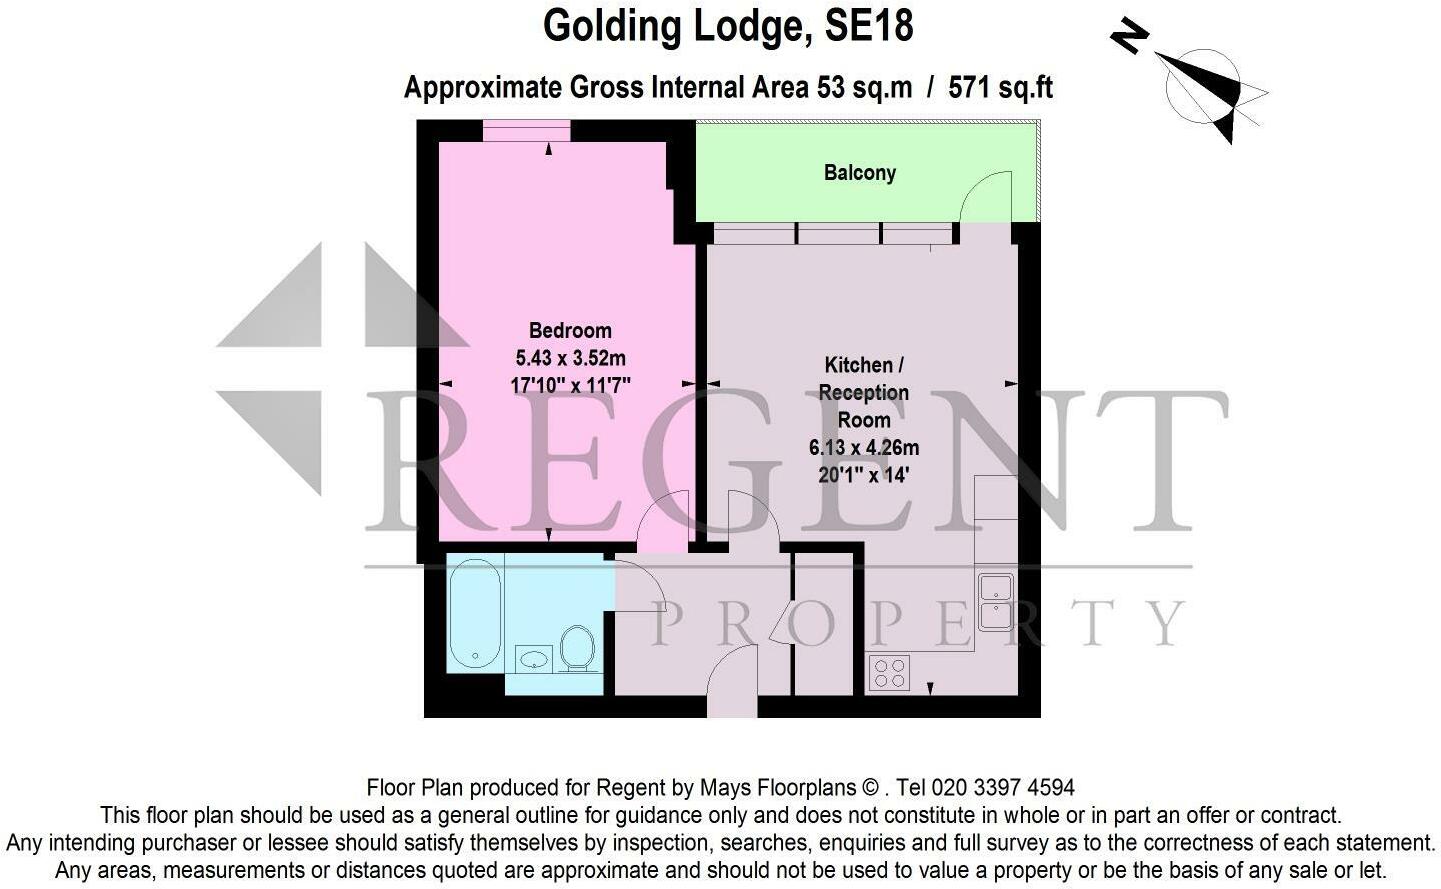 Golding Lodge, SE18
N
Approximate Gross Internal Area 53 sq.m / 571 sq.ft
Balcony
Bedroom
5.43 x 3.52m
17'10" x 11'7"
Kitchen /
Reception
Room
6.13 x 4.26m
20'1" x 14'
REGENT
PROPERTY
Floor Plan produced for Regent by Mays Floorplans © . Tel 020 3397 4594
This floor plan should be used as a general outline for guidance only and does not constitute in whole or in part an offer or contract.
Any intending purchaser or lessee should satisfy themselves by inspection, searches, enquiries and full survey as to the correctness of each statement.
Any areas, measurements or distances quoted are approximate and should not be used to value a property or be the basis of any sale or let.